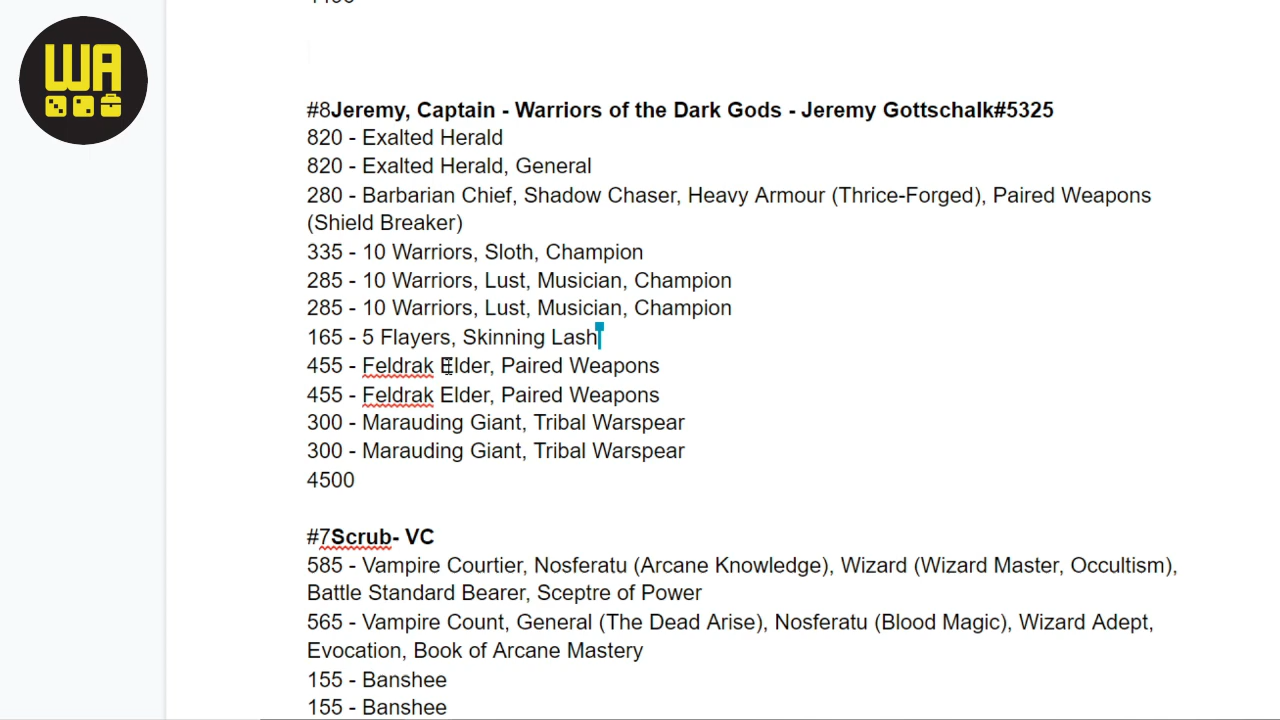 WA
#8Jeremy, Captain - Warriors of the Dark Gods - Jeremy Gottschalk#5325
820 - Exalted Herald
820 - Exalted Herald, General
280 - Barbarian Chief, Shadow Chaser, Heavy Armour (Thrice-Forged), Paired Weapons
(Shield Breaker)
335 - 10 Warriors, Sloth, Champion
285 - 10 Warriors, Lust, Musician, Champion
285 - 10 Warriors, Lust, Musician, Champion
165 - 5 Flayers, Skinning Lash
455 - Feldrak Elder, Paired Weapons
455 - Feldrak Elder, Paired Weapons
300 - Marauding Giant, Tribal Warspear
300 - Marauding Giant, Tribal Warspear
4500
#7Scrub- VC
585 - Vampire Courtier, Nosferatu (Arcane Knowledge), Wizard (Wizard Master, Occultism),
Battle Standard Bearer, Sceptre of Power
565 - Vampire Count, General (The Dead Arise), Nosferatu (Blood Magic), Wizard Adept,
Evocation, Book of Arcane Mastery
155 - Banshee
155 - Banshee